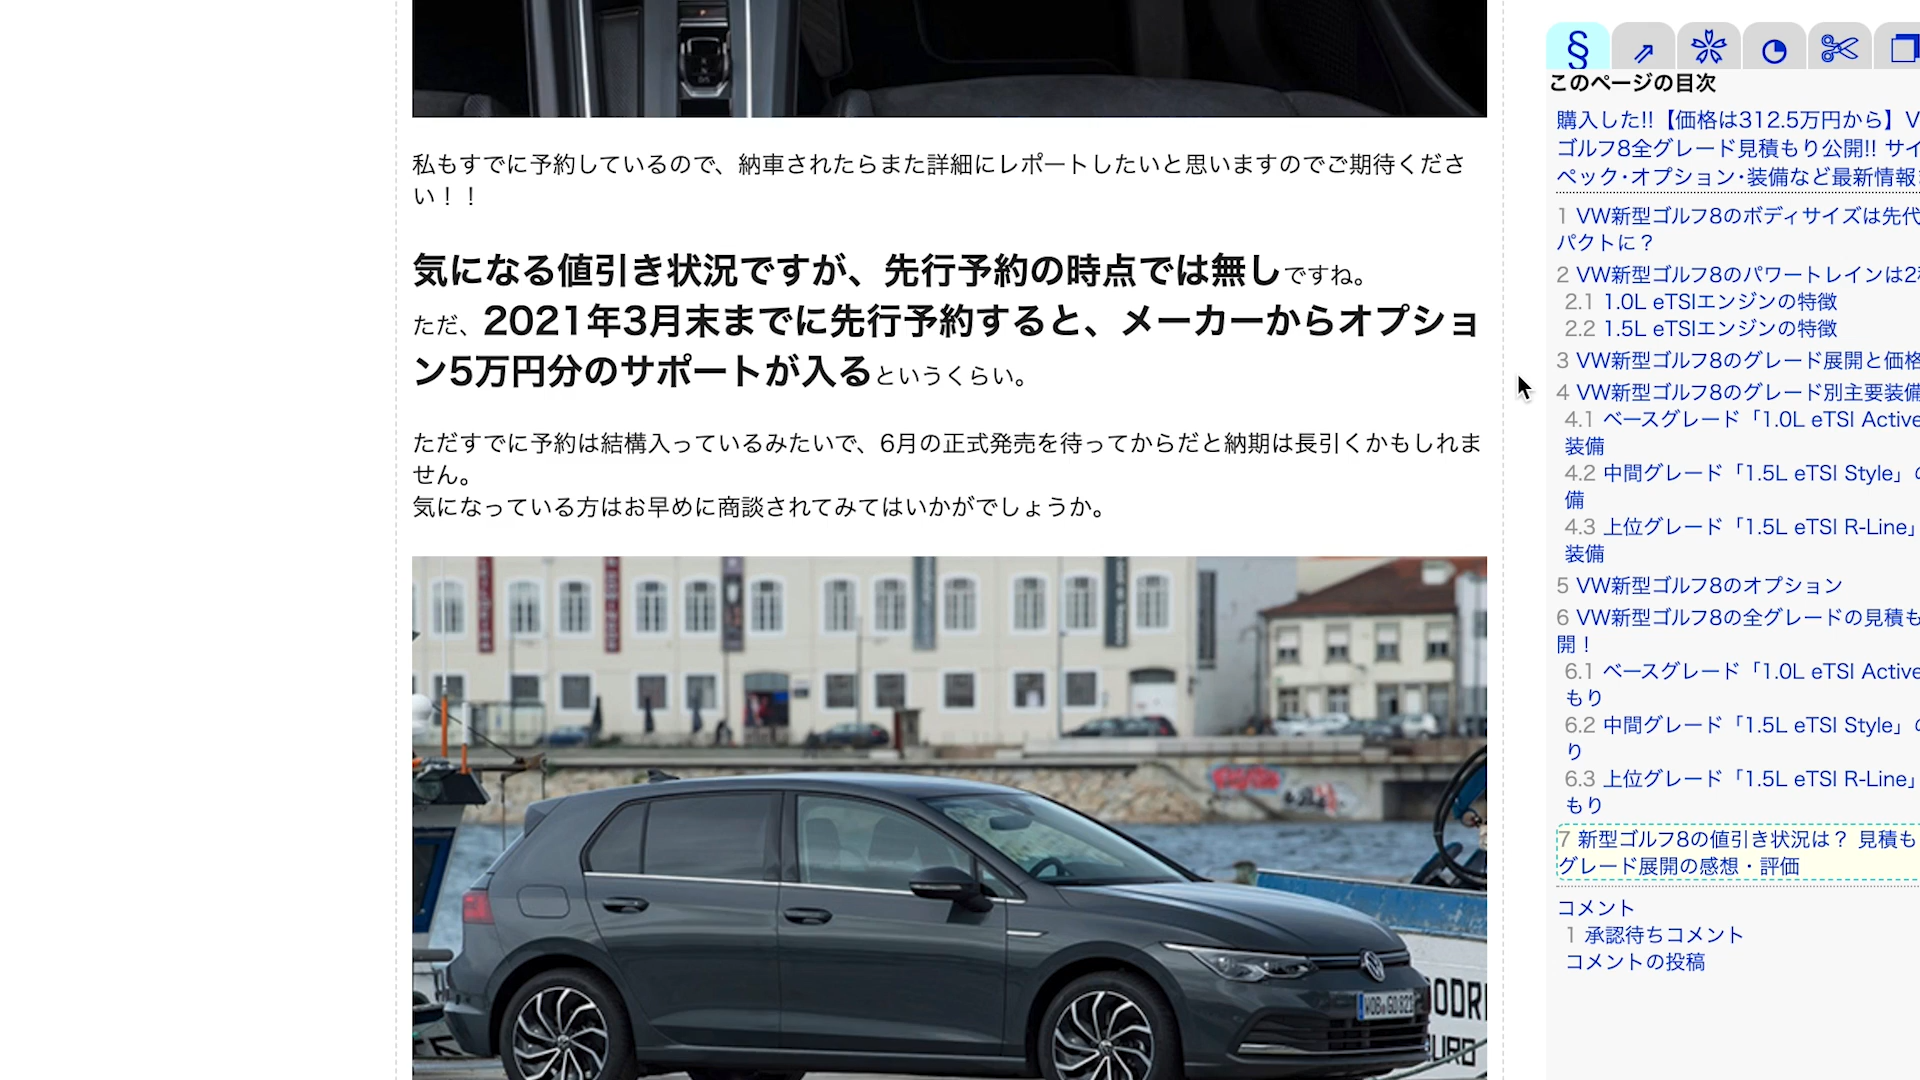 私もすでに予約しているので、納車されたらまた詳細にレポートしたいと思いますのでご期待くださ
い！！
気になる値引き状況ですが、先行予約の時点では無しですね。
ただ、2021年3月末までに先行予約すると、メーカーからオプショ
ン5万円分のサポートが入るというくらい。
ただすでに予約は結構入っているみたいで、6月の正式発売を待ってからだと納期は長引くかもしれま
せん。
気になっている方はお早めに商談されてみてはいかがでしょうか。
§
このページの目次
購入した!!【価格は312.5万円から】V
ゴルフ8全グレード見積もり公開!! サイ
ペック･オプション･装備など最新情報
1 VW新型ゴルフ8のボディサイズは先代
パクトに？
2 VW新型ゴルフ8のパワートレインは2
2.1 1.0L eTSIエンジンの特徴
2.2 1.5L eTSIエンジンの特徴
3 VW新型ゴルフ8のグレード展開と価格
4 VW新型ゴルフ8のグレード別主要装備
4.1 ベースグレード「1.0L eTSI Active
装備
4.2 中間グレード「1.5L eTSI Style」の
備
4.3 上位グレード「1.5L eTSI R-Line」
装備
5 VW新型ゴルフ8のオプション
6 VW新型ゴルフ8の全グレードの見積も
開！
6.1 ベースグレード「1.0L eTSI Active
もり
6.2 中間グレード「1.5L eTSI Style」の
り
6.3 上位グレード「1.5L eTSI R-Line」
もり
7 新型ゴルフ8の値引き状況は？ 見積も
グレード展開の感想・評価
コメント
1 承認待ちコメント
コメントの投稿